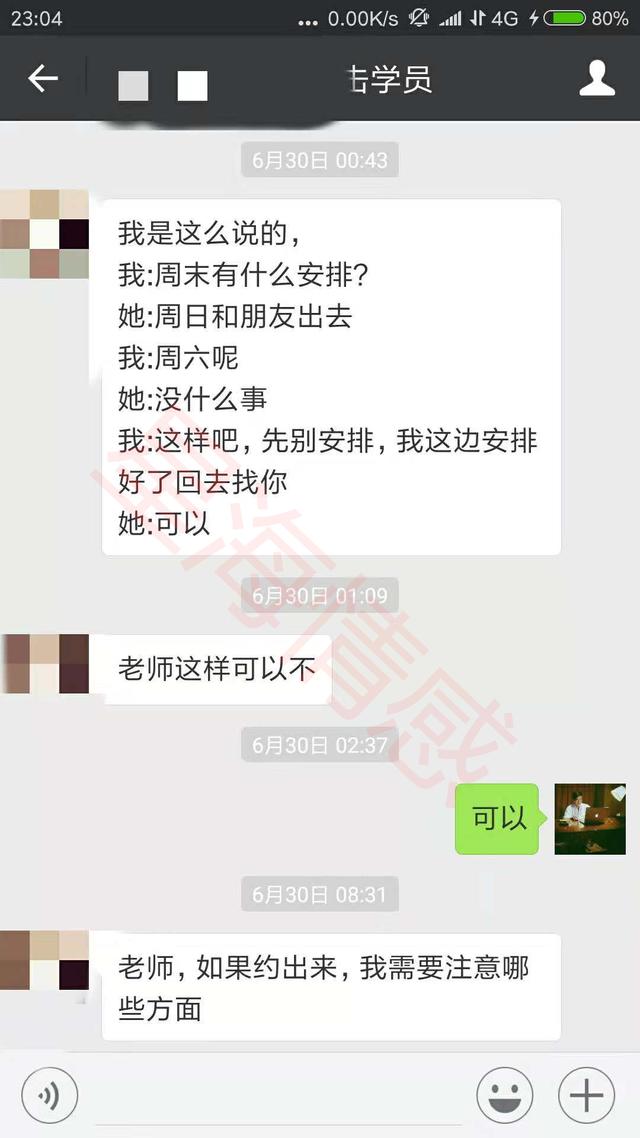 23:04
... 0.00K/s 4G 80%
击学员
6月30日 00:43
我是这么说的，
我:周末有什么安排?
她:周日和朋友出去
我:周六呢
她:没什么事
我:这样吧，先别安排，我这边安排
好了回去找你
她:可以
6月30日 01:09
老师这样可以不
6月30日 02:37
可以
6月30日 08:31
老师，如果约出来，我需要注意哪
些方面
星海情感